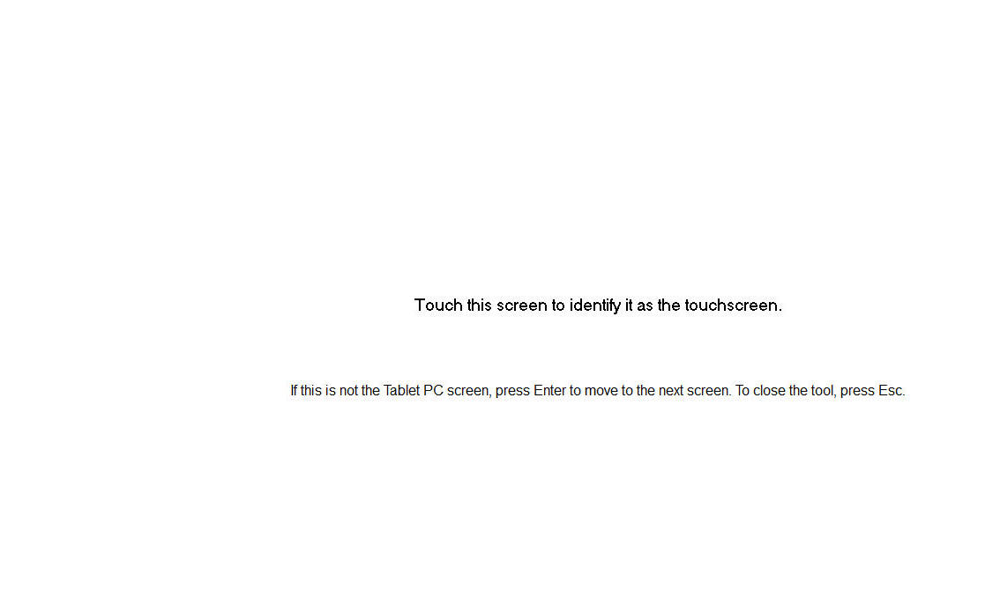 Touch this screen to identify it as the touchscreen.
If this is not the Tablet PC screen, press Enter to move to the next screen. To close the tool, press Esc.